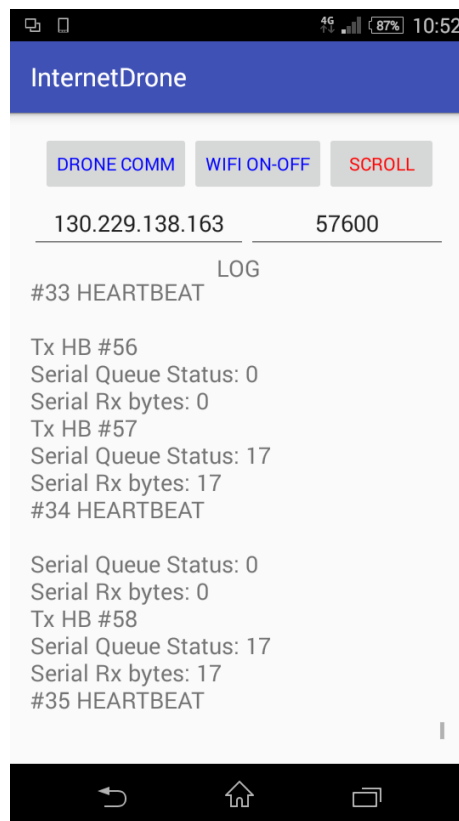 4G 87% 10:52
InternetDrone
DRONE COMM WIFI ON-OFF SCROLL
130.229.138.163 57600
LOG
#33 HEARTBEAT
Tx HB #56
Serial Queue Status: 0
Serial Rx bytes: 0
Tx HB #57
Serial Queue Status: 17
Serial Rx bytes: 17
#34 HEARTBEAT
Serial Queue Status: 0
Serial Rx bytes: 0
Tx HB #58
Serial Queue Status: 17
Serial Rx bytes: 17
#35 HEARTBEAT